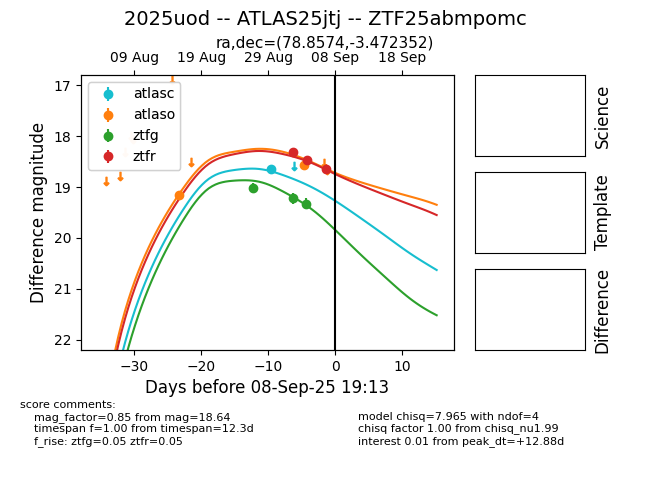 2025uod -- ATLAS25jtj -- ZTF25abmpomc
ra,dec=(78.8574,-3.472352)
09 Aug 19 Aug 29 Aug 08 Sep 18 Sep
17
18
19
20
21
22
Difference magnitude
atlasc
atlaso
ztfg
ztfr
−30 −20 −10 0 10
Days before 08-Sep-25 19:13
Science
Template
Difference
score comments:
mag_factor=0.85 from mag=18.64
timespan f=1.00 from timespan=12.3d
f_rise: ztfg=0.05 ztfr=0.05
model chisq=7.965 with ndof=4
chisq factor 1.00 from chisq_nu1.99
interest 0.01 from peak_dt=+12.88d